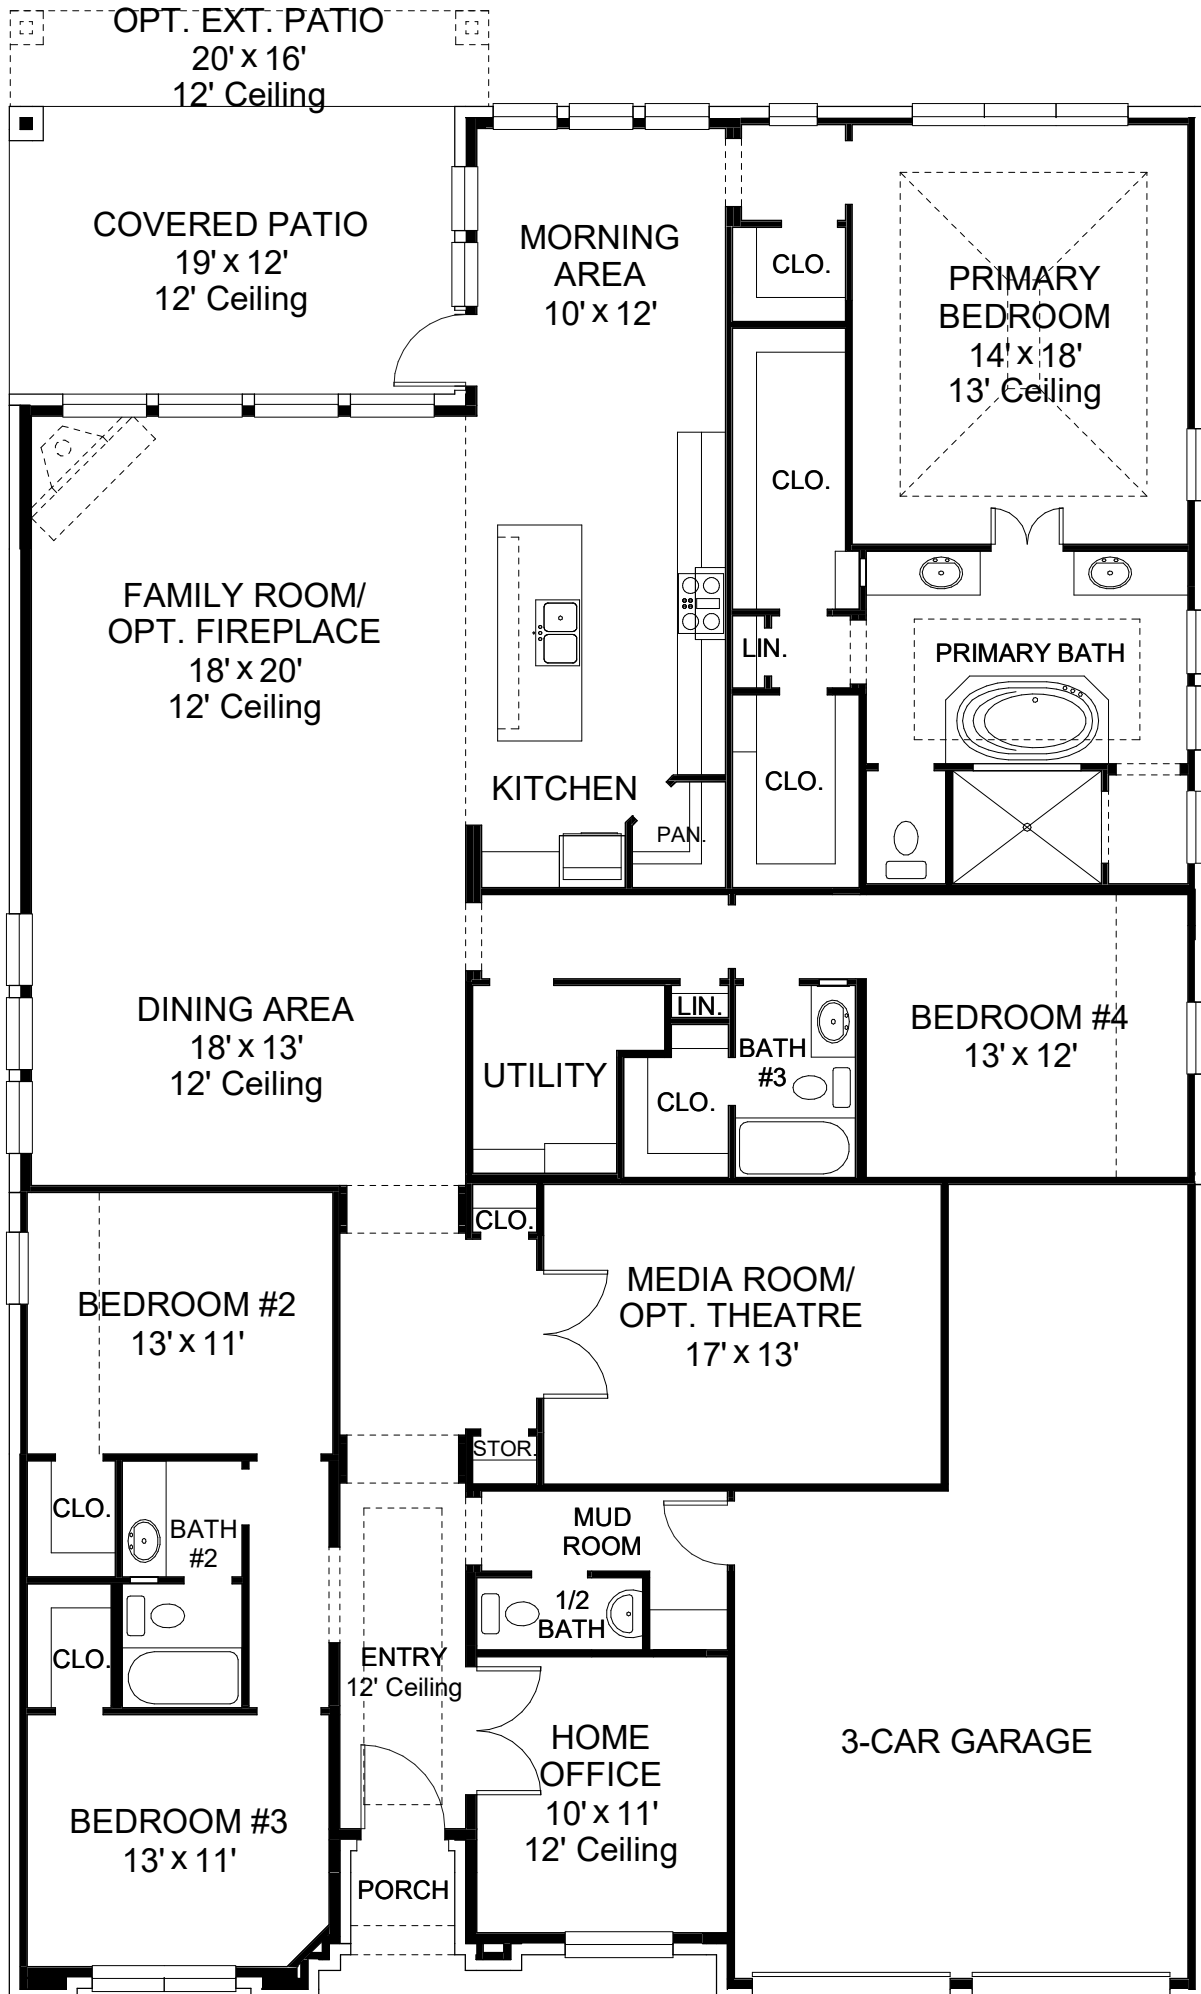 OPT. EXT. PATIO
20' x 16'
12' Ceiling
COVERED PATIO
19' x 12'
12' Ceiling
MORNING
AREA
10' x 12'
CLO.
PRIMARY
BEDROOM
14' x 18'
13' Ceiling
CLO.
FAMILY ROOM/
OPT. FIREPLACE
18' x 20'
12' Ceiling
LIN.
PRIMARY BATH
KITCHEN
PAN.
CLO.
DINING AREA
18' x 13'
12' Ceiling
UTILITY
LIN.
CLO.
BATH
#3
BEDROOM #4
13' x 12'
CLO.
BEDROOM #2
13' x 11'
MEDIA ROOM/
OPT. THEATRE
17' x 13'
STOR.
CLO.
BATH
#2
MUD
ROOM
1/2
BATH
CLO.
ENTRY
12' Ceiling
HOME
OFFICE
10' x 11'
12' Ceiling
3-CAR GARAGE
BEDROOM #3
13' x 11'
PORCH